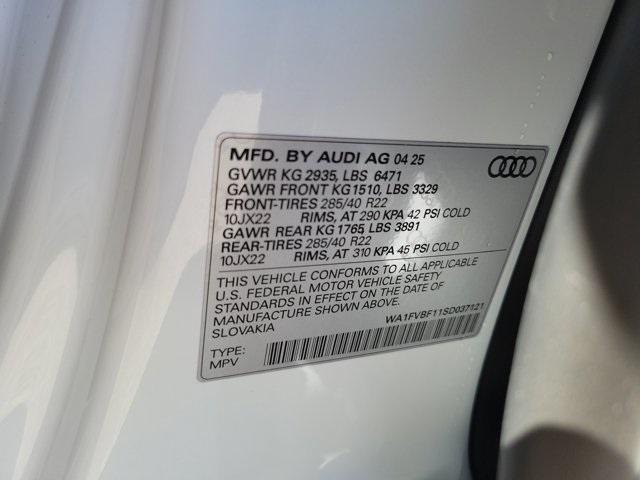 MFD. BY AUDI AG 04 25
GVWR KG 2935, LBS 6471
GAWR FRONT KG1510, LBS 3329
FRONT-TIRES 285/40 R22
10JX22 RIMS, AT 290 KPA 42 PSI COLD
GAWR REAR KG 1765, LBS 3891
REAR-TIRES 285/40 R22
10JX22 RIMS, AT 310 KPA 45 PSI COLD
THIS VEHICLE CONFORMS TO ALL APPLICABLE
U.S. FEDERAL MOTOR VEHICLE SAFETY
STANDARDS IN EFFECT ON THE DATE OF
MANUFACTURE SHOWN ABOVE.
SLOVAKIA
TYPE:
MPV